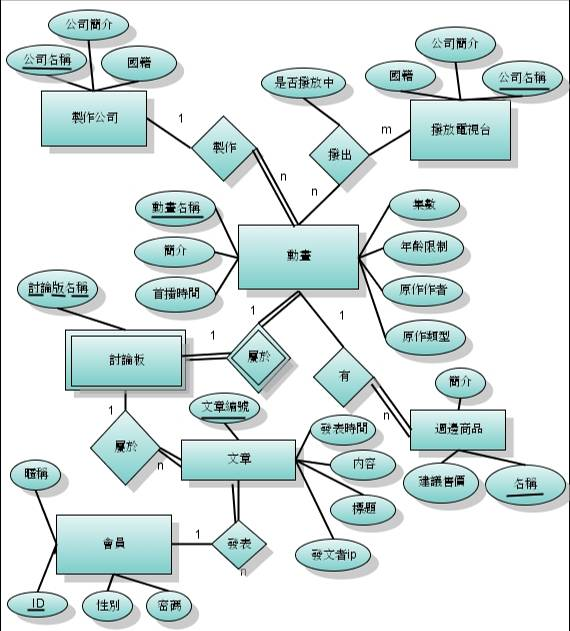 公司簡介
公司名稱
國籍
製作公司
1
製作
n
是否撥放中
公司簡介
國籍
公司名稱
撥放電視台
m
撥出
n
動畫名稱
簡介
首播時間
動畫
集數
年齡限制
原作作者
原作類型
討論版名稱
討論板
1
1
屬於
1
有
n
簡介
週邊商品
建議售價
名稱
1
屬於
n
文章編號
文章
發表時間
內容
標題
發文者ip
暱稱
會員
1
發表
n
ID
性別
密碼